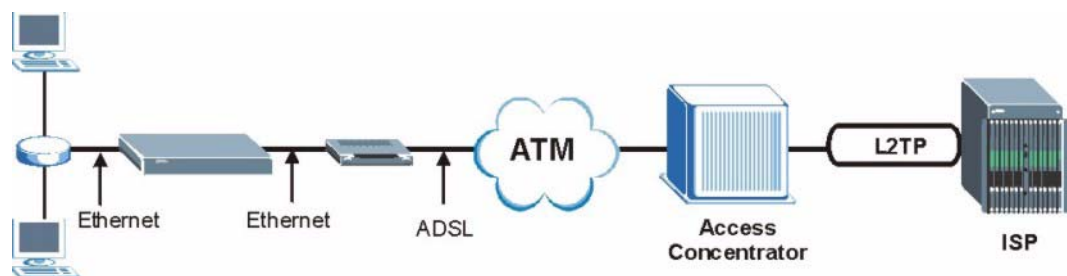 ATM
L2TP
Ethernet
Ethernet
ADSL
Access
Concentrator
ISP